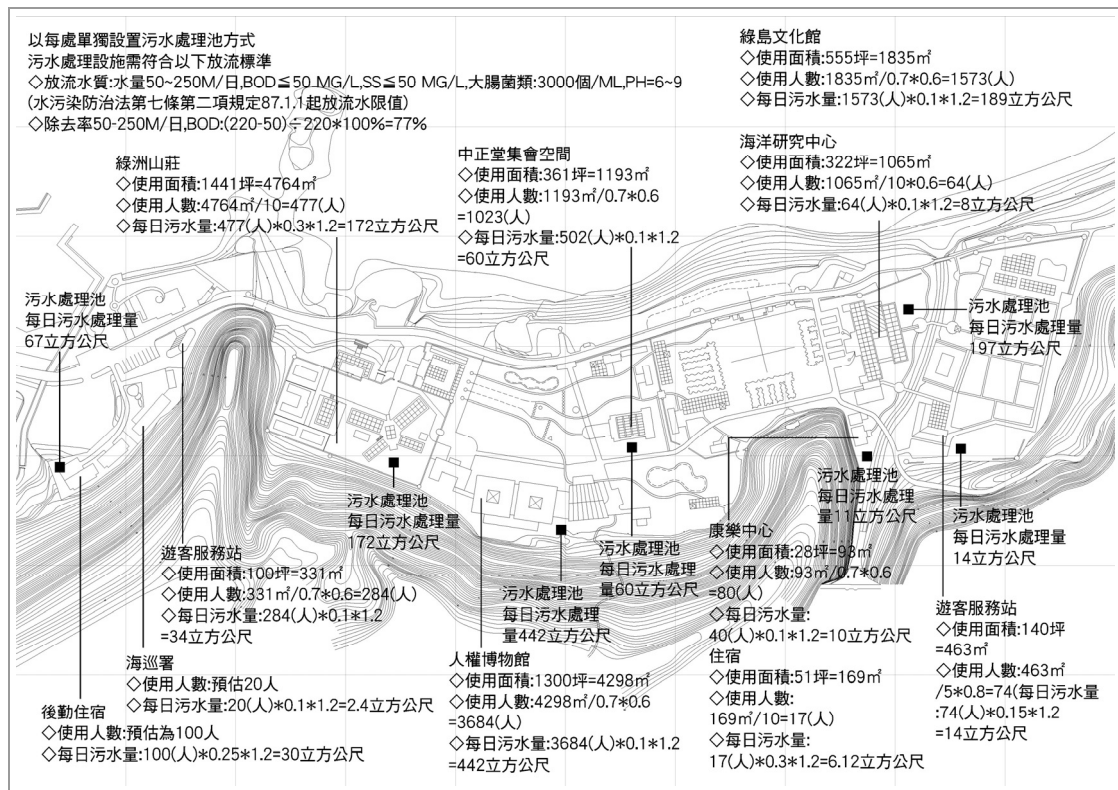 以每處單獨設置污水處理池方式
污水處理設施需符合以下放流標準
◇放流水質:水量50~250M/日,BOD≦50 MG/L,SS≦50 MG/L,大腸菌類:3000個/ML,PH=6~9
(水污染防治法第七條第二項規定87.1.1起放流水限值)
◇除去率50-250M/日,BOD:(220-50)÷220*100%=77%
綠島文化館
◇使用面積:555坪=1835㎡
◇使用人數:1835㎡/0.7*0.6=1573(人)
◇每日污水量:1573(人)*0.1*1.2=189立方公尺
綠洲山莊
◇使用面積:1441坪=4764㎡
◇使用人數:4764㎡/10=477(人)
◇每日污水量:477(人)*0.3*1.2=172立方公尺
中正堂集會空間
◇使用面積:361坪=1193㎡
◇使用人數:1193㎡/0.7*0.6
=1023(人)
◇每日污水量:502(人)*0.1*1.2
=60立方公尺
海洋研究中心
◇使用面積:322坪=1065㎡
◇使用人數:1065㎡/10*0.6=64(人)
◇每日污水量:64(人)*0.1*1.2=8立方公尺
污水處理池
每日污水處理量
67立方公尺
污水處理池
每日污水處理量
197立方公尺
污水處理池
每日污水處理量
172立方公尺
污水處理池
每日污水處理
量442立方公尺
污水處理池
每日污水處理
量60立方公尺
污水處理池
每日污水處理
量11立方公尺
污水處理池
每日污水處理量
14立方公尺
遊客服務站
◇使用面積:100坪=331㎡
◇使用人數:331㎡/0.7*0.6=284(人)
◇每日污水量:284(人)*0.1*1.2
=34立方公尺
海巡署
◇使用人數:預估20人
◇每日污水量:20(人)*0.1*1.2=2.4立方公尺
後勤住宿
◇使用人數:預估為100人
◇每日污水量:100(人)*0.25*1.2=30立方公尺
人權博物館
◇使用面積:1300坪=4298㎡
◇使用人數:4298㎡/0.7*0.6
=3684(人)
◇每日污水量:3684(人)*0.1*1.2
=442立方公尺
康樂中心
◇使用面積:28坪=93㎡
◇使用人數:93㎡/0.7*0.6
=80(人)
◇每日污水量:
40(人)*0.1*1.2=10立方公尺
住宿
◇使用面積:51坪=169㎡
◇使用人數:
169㎡/10=17(人)
◇每日污水量:
17(人)*0.3*1.2=6.12立方公尺
遊客服務站
◇使用面積:140坪
=463㎡
◇使用人數:463㎡
/5*0.8=74(每日污水量
:74(人)*0.15*1.2
=14立方公尺